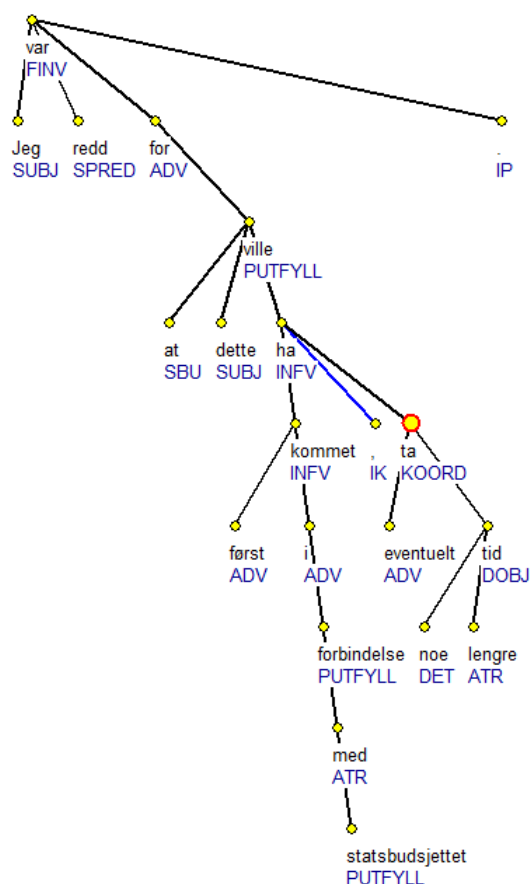 var
FINV
Jeg redd for .
SUBJ SPRED ADV IP
ville
PUTFYLL
at dette ha
SBU SUBJ INFV
kommet , ta
INFV IK KOORD
først i eventuelt tid
ADV ADV ADV DOBJ
forbindelse noe lengre
PUTFYLL DET ATR
med
ATR
statsbudsjettet
PUTFYLL